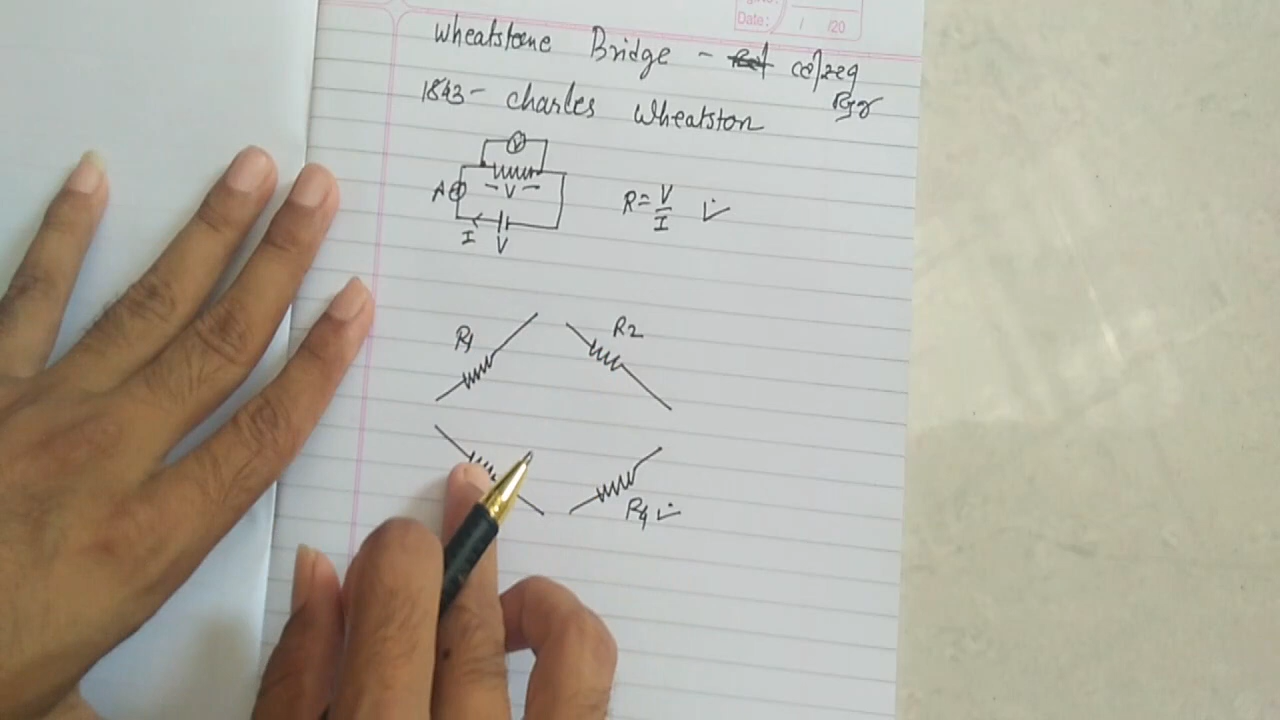 Date: / /20
Wheatstone Bridge -
1843- Charles Wheatston
V
A
- V -
R= V/I
I
V
R1
R2
R4